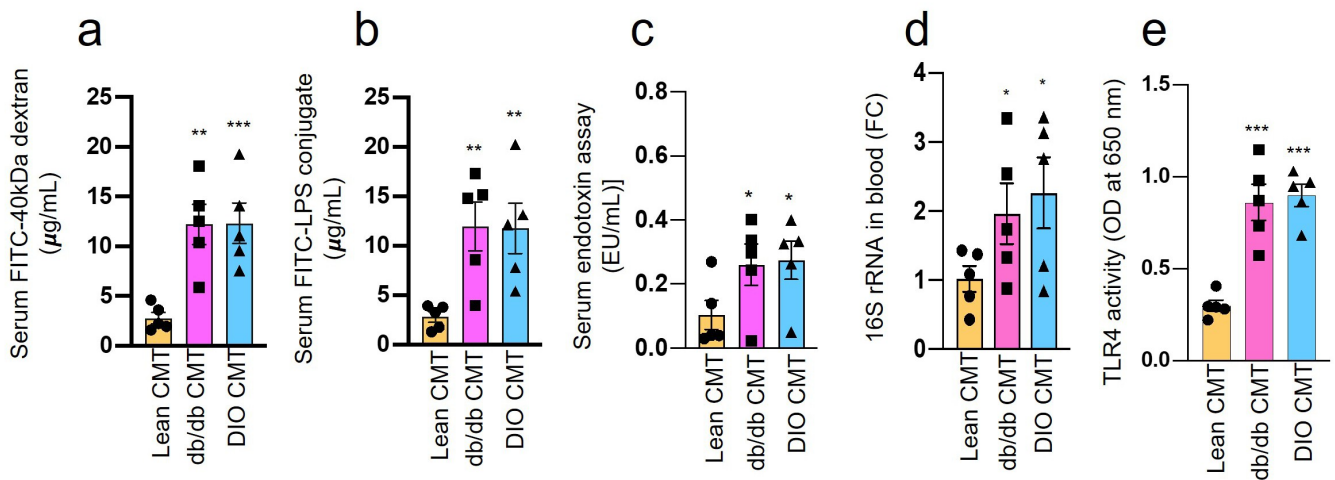 a
b
c
d
e
Serum FITC-40kDa dextran
(µg/mL)
25
20
15
10
5
0
**
***
Lean CMT
db/db CMT
DIO CMT
Serum FITC-LPS conjugate
(µg/mL)
25
20
15
10
5
0
**
**
Lean CMT
db/db CMT
DIO CMT
Serum endotoxin assay
(EU/mL)]
0.8
0.6
0.4
0.2
0.0
*
*
Lean CMT
db/db CMT
DIO CMT
16S rRNA in blood (FC)
4
3
2
1
0
*
*
Lean CMT
db/db CMT
DIO CMT
TLR4 activity (OD at 650 nm)
1.5
1.0
0.5
0.0
***
***
Lean CMT
db/db CMT
DIO CMT